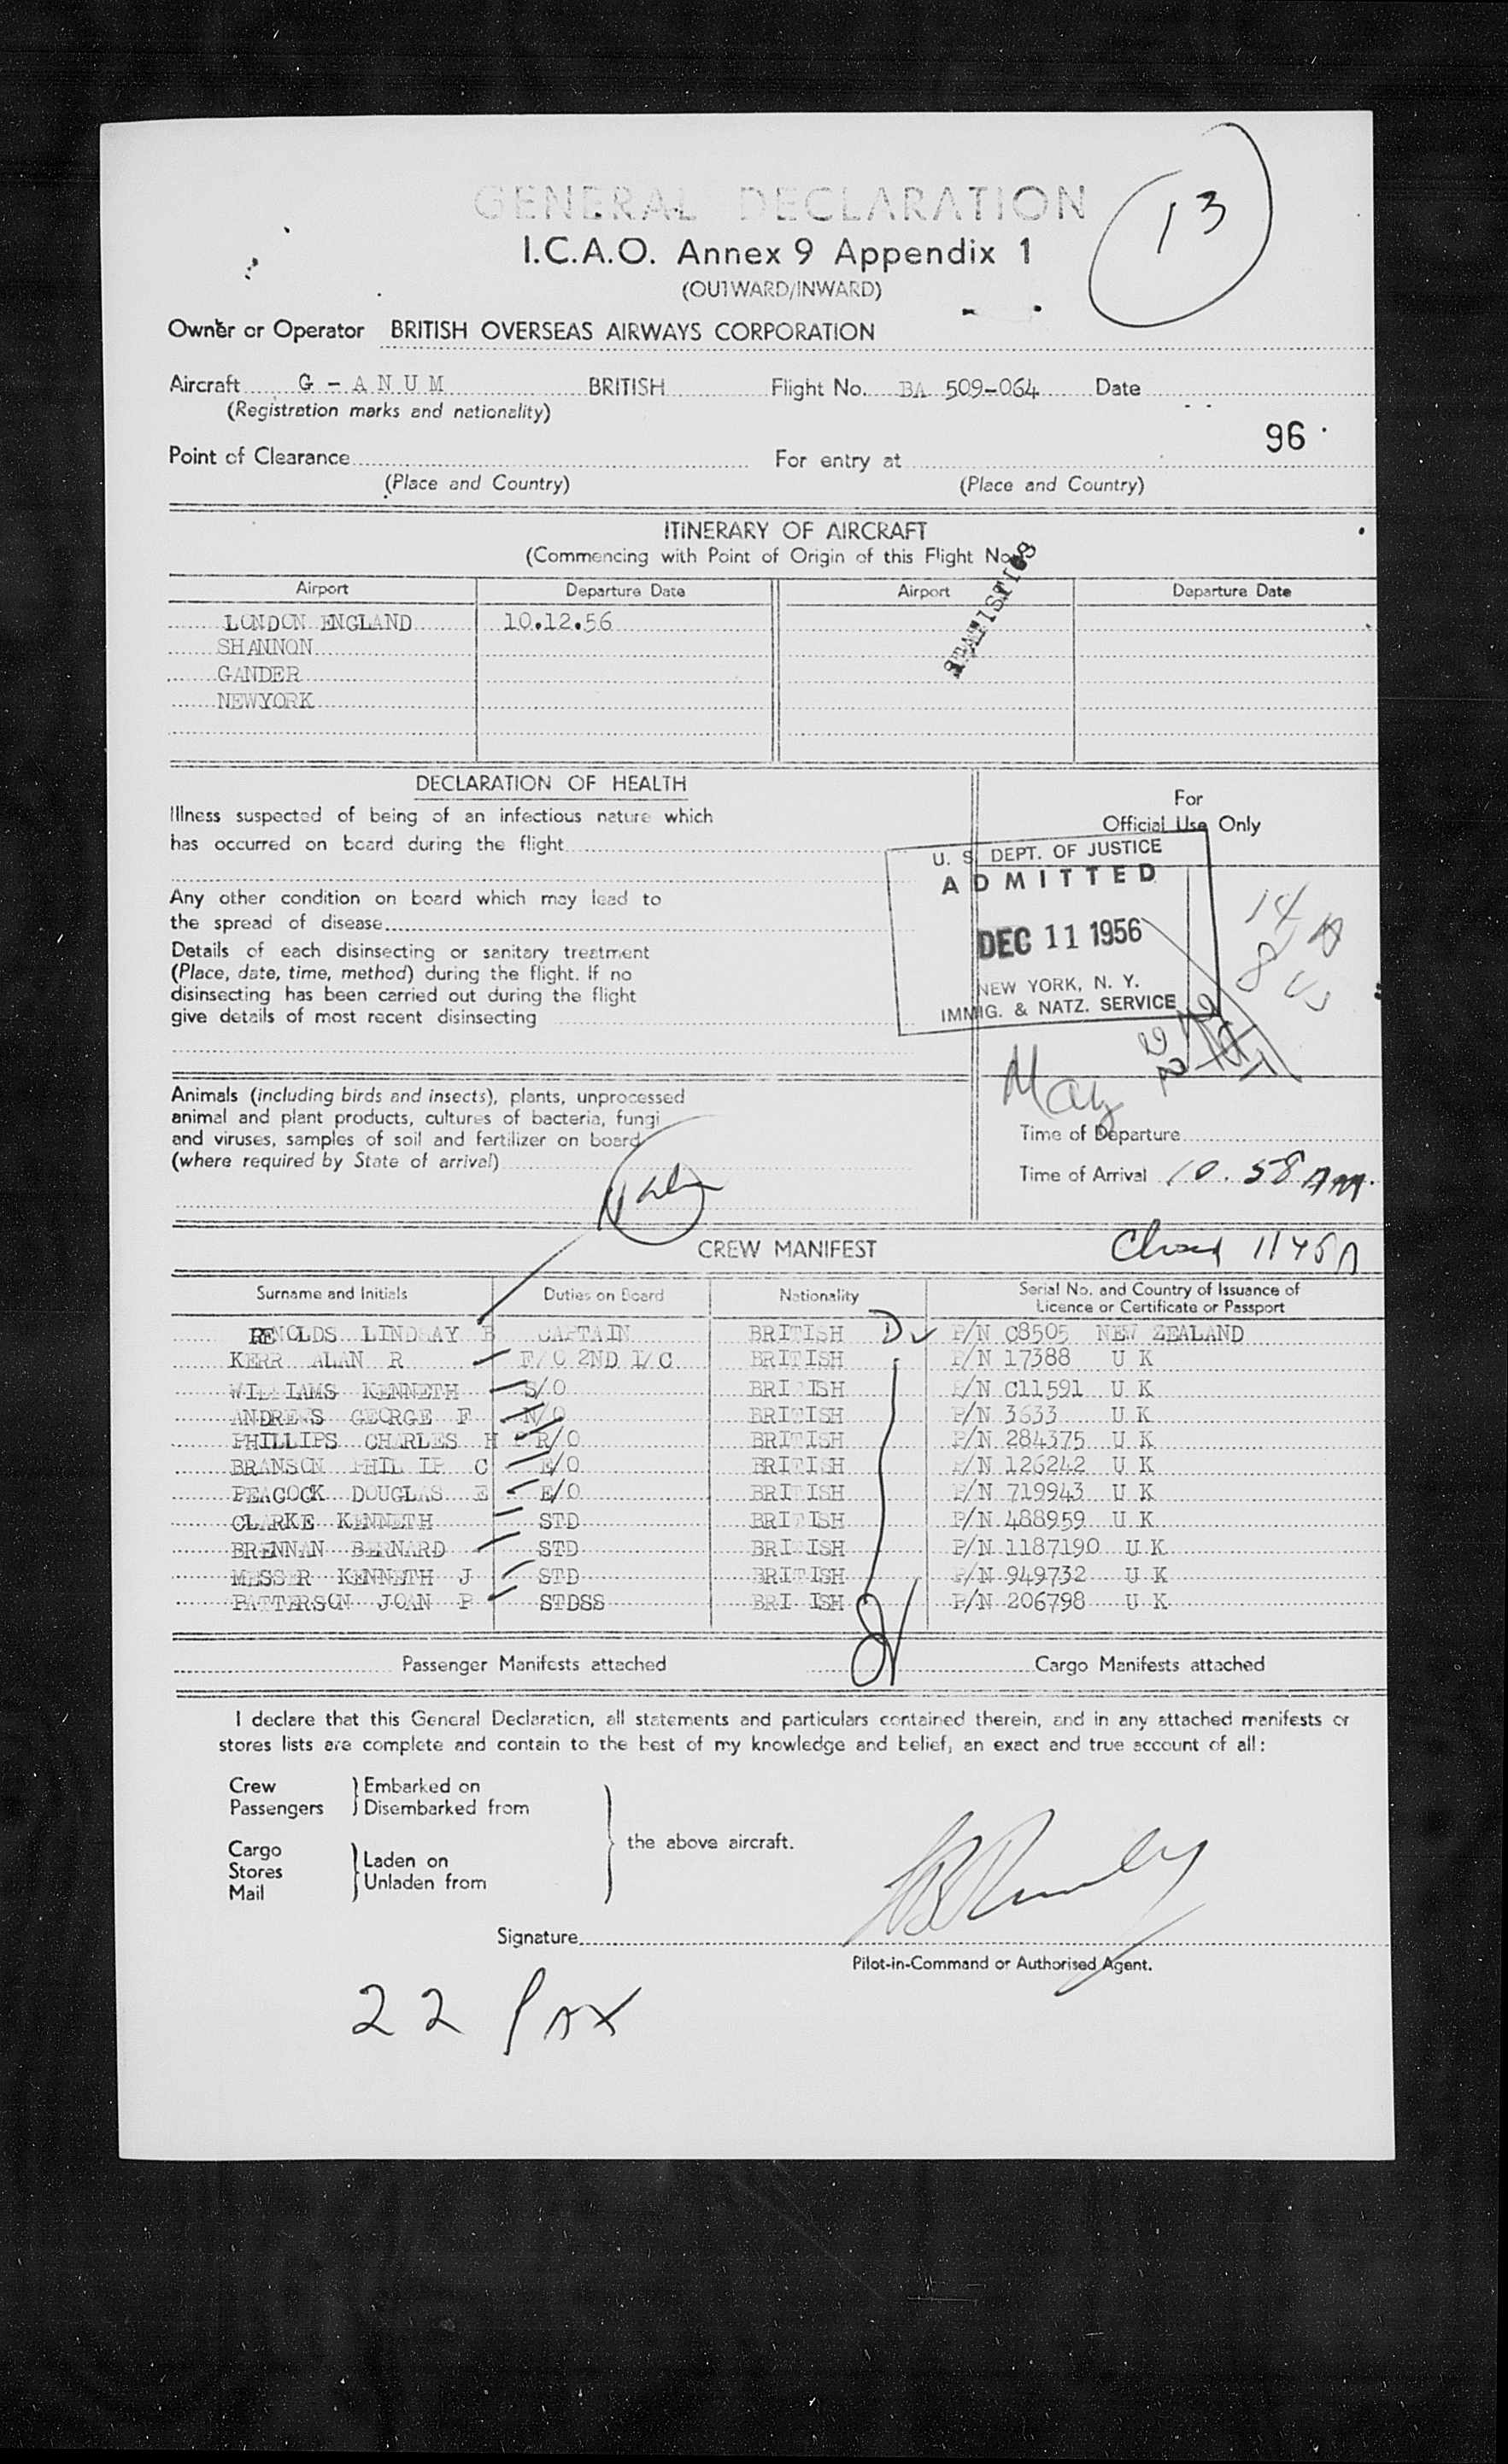 13
GENERAL DECLARATION
I.C.A.O. Annex 9 Appendix 1
(OUTWARD/INWARD)
Owner or Operator BRITISH OVERSEAS AIRWAYS CORPORATION
Aircraft G - A N U M BRITISH Flight No. BA 509-064 Date
(Registration marks and nationality)
96
Point of Clearance For entry at
(Place and Country) (Place and Country)
ITINERARY OF AIRCRAFT
(Commencing with Point of Origin of this Flight No.)
STATISTICS
Airport Departure Date Airport Departure Date
LONDON ENGLAND 10.12.56
SHANNON
GANDER
NEWYORK
DECLARATION OF HEALTH
Illness suspected of being of an infectious nature which
has occurred on board during the flight
Any other condition on board which may lead to
the spread of disease
Details of each disinsecting or sanitary treatment
(Place, date, time, method) during the flight. If no
disinsecting has been carried out during the flight
give details of most recent disinsecting
For
Official Use Only
U. S. DEPT. OF JUSTICE
ADMITTED
DEC 11 1956
NEW YORK, N. Y.
IMMIG. & NATZ. SERVICE
14 A
8 US
Animals (including birds and insects), plants, unprocessed
animal and plant products, cultures of bacteria, fungi
and viruses, samples of soil and fertilizer on board
(where required by State of arrival)
Time of Departure
Time of Arrival 10.58 AM.
CREW MANIFEST
1145A
Surname and Initials Duties on Board Nationality Serial No. and Country of Issuance of
Licence or Certificate or Passport
RENOLDS LINDSAY B CAPTAIN BRITISH P/N C8505 NEW ZEALAND
KERR ALAN R F/O 2ND I/C BRITISH P/N 17388 U K
WILLIAMS KENNETH S/O BRITISH P/N C11591 U K
ANDREWS GEORGE F N/O BRITISH P/N 3633 U K
PHILLIPS CHARLES H R/O BRITISH P/N 284375 U K
BRANSON PHILLIP C E/O BRITISH P/N 126242 U K
PEACOCK DOUGLAS E E/O BRITISH P/N 719943 U K
CLARKE KENNETH STD BRITISH P/N 488959 U K
BRENNAN BERNARD STD BRITISH P/N 1187190 U K
MESSER KENNETH J STD BRITISH P/N 949732 U K
PATTERSON JOAN P STDSS BRITISH P/N 206798 U K
Passenger Manifests attached Cargo Manifests attached
I declare that this General Declaration, all statements and particulars contained therein, and in any attached manifests or
stores lists are complete and contain to the best of my knowledge and belief, an exact and true account of all:
Crew
Passengers
Embarked on
Disembarked from
Cargo
Stores
Mail
Laden on
Unladen from
the above aircraft.
Signature
Pilot-in-Command or Authorised Agent.
22 PAX